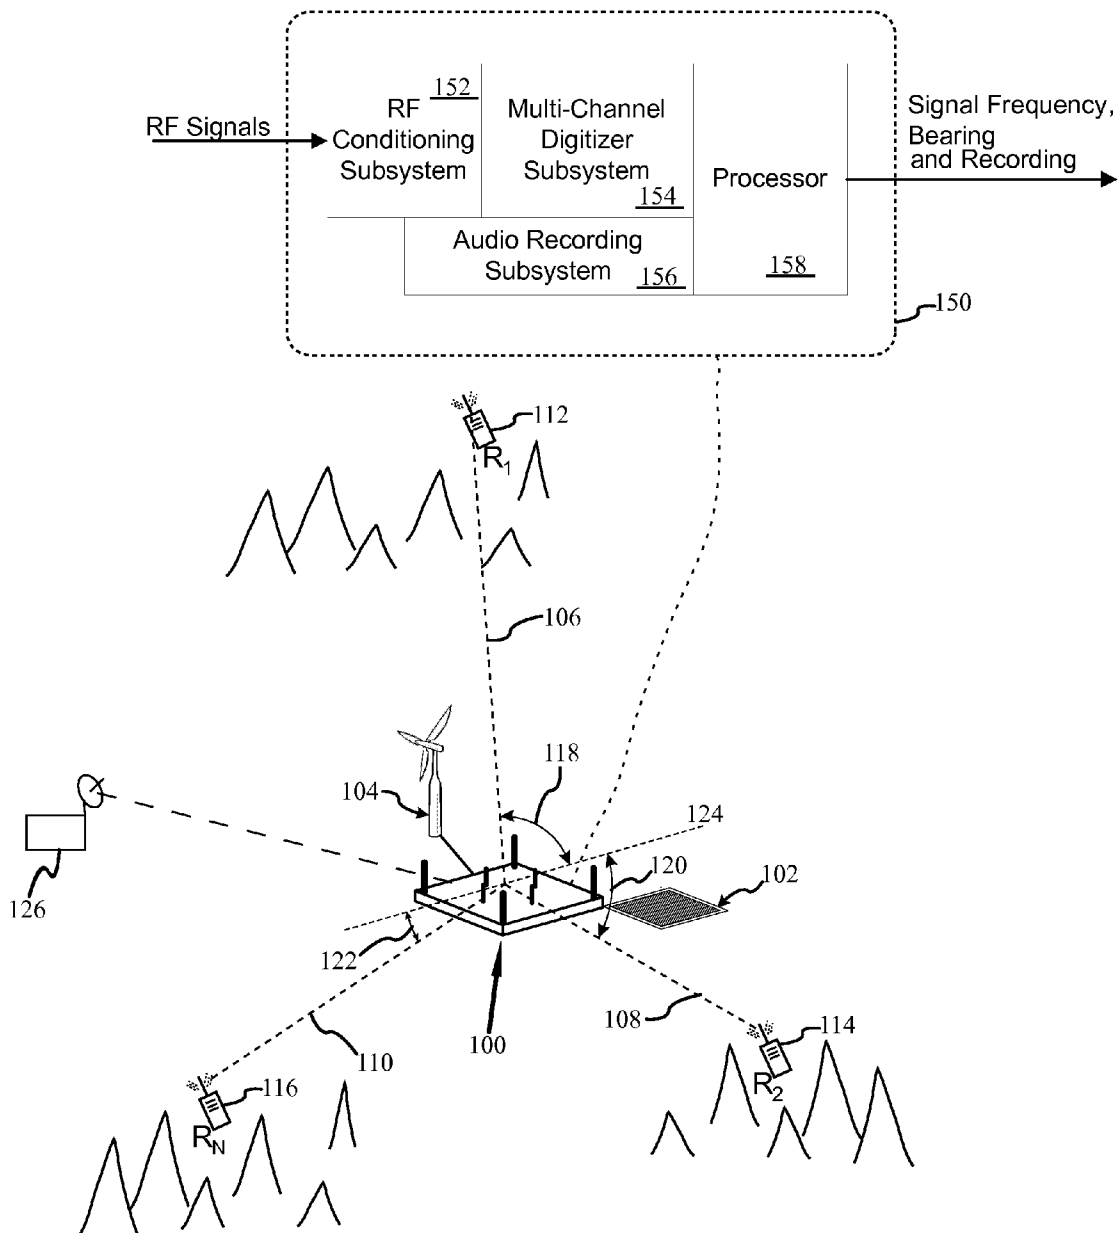 RF Signals
152
RF
Conditioning
Subsystem
Multi-Channel
Digitizer
Subsystem
154
Audio Recording
Subsystem
156
Processor
158
Signal Frequency,
Bearing
and Recording
150
112
R1
106
118
104
124
120
102
126
122
108
114
110
100
116
R2
RN